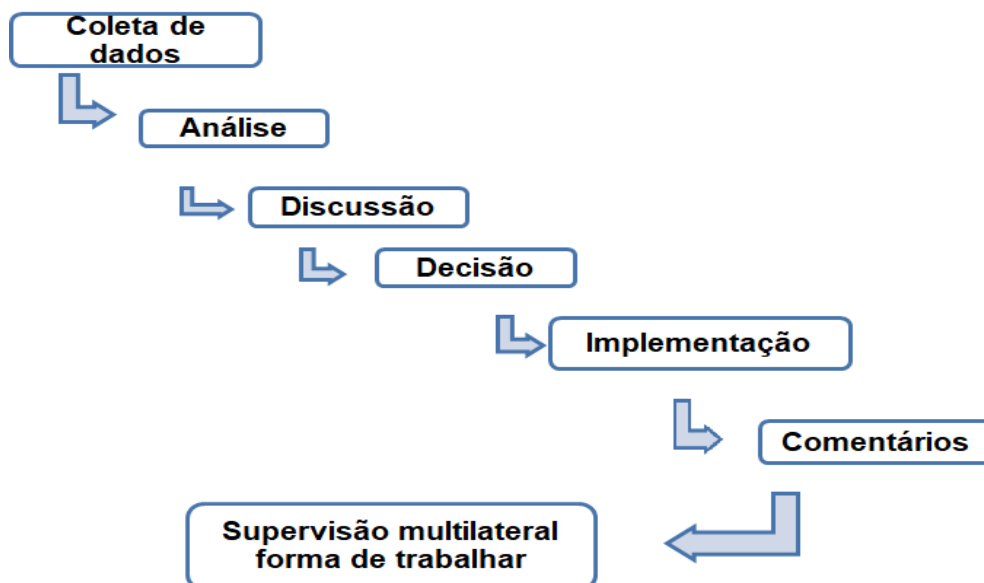 Coleta de
dados
Análise
Discussão
Decisão
Implementação
Comentários
Supervisão multilateral
forma de trabalhar